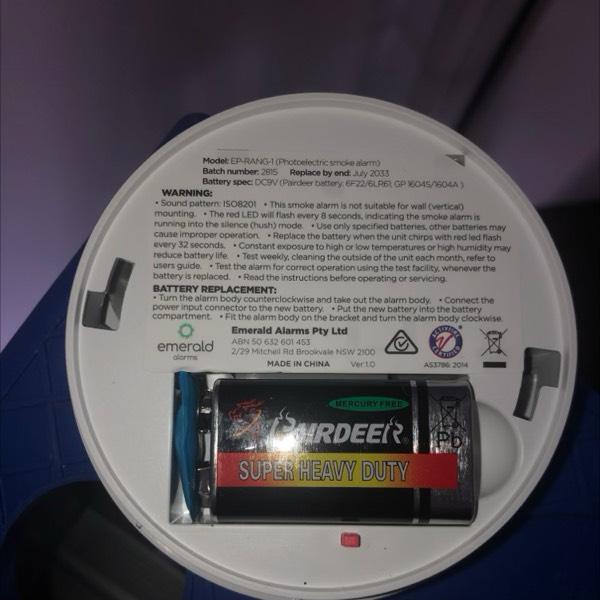 Model: EP-RANG-1 (Photoelectric smoke alarm)
Batch number: 2815 Replace by end: July 2033
Battery spec: DC9V (Pairdeer battery: 6F22/6LR61, GP 1604S/1604A )
WARNING:
• Sound pattern: ISO8201 • This smoke alarm is not suitable for wall (vertical)
mounting. • The red LED will flash every 8 seconds, indicating the smoke alarm is
running into the silence (hush) mode. • Use only specified batteries, other batteries may
cause improper operation. • Replace the battery when the unit chirps with red led flash
every 32 seconds. • Constant exposure to high or low temperatures or high humidity may
reduce battery life. • Test weekly, cleaning the outside of the unit each month, refer to
users guide. • Test the alarm for correct operation using the test facility, whenever the
battery is replaced. • Read the instructions before operating or servicing.
BATTERY REPLACEMENT:
• Turn the alarm body counterclockwise and take out the alarm body. • Connect the
power input connector to the new battery. • Put the new battery into the battery
compartment. • Fit the alarm body on the bracket and turn the alarm body clockwise.
emerald
alarms
Emerald Alarms Pty Ltd
ABN 50 632 601 453
2/29 Mitchell Rd Brookvale NSW 2100
MADE IN CHINA Ver:1.0
ACTIVFIRE
CERTIFIED
AS3786: 2014
MERCURY FREE
PAIRDEER
Pb
SUPER HEAVY DUTY